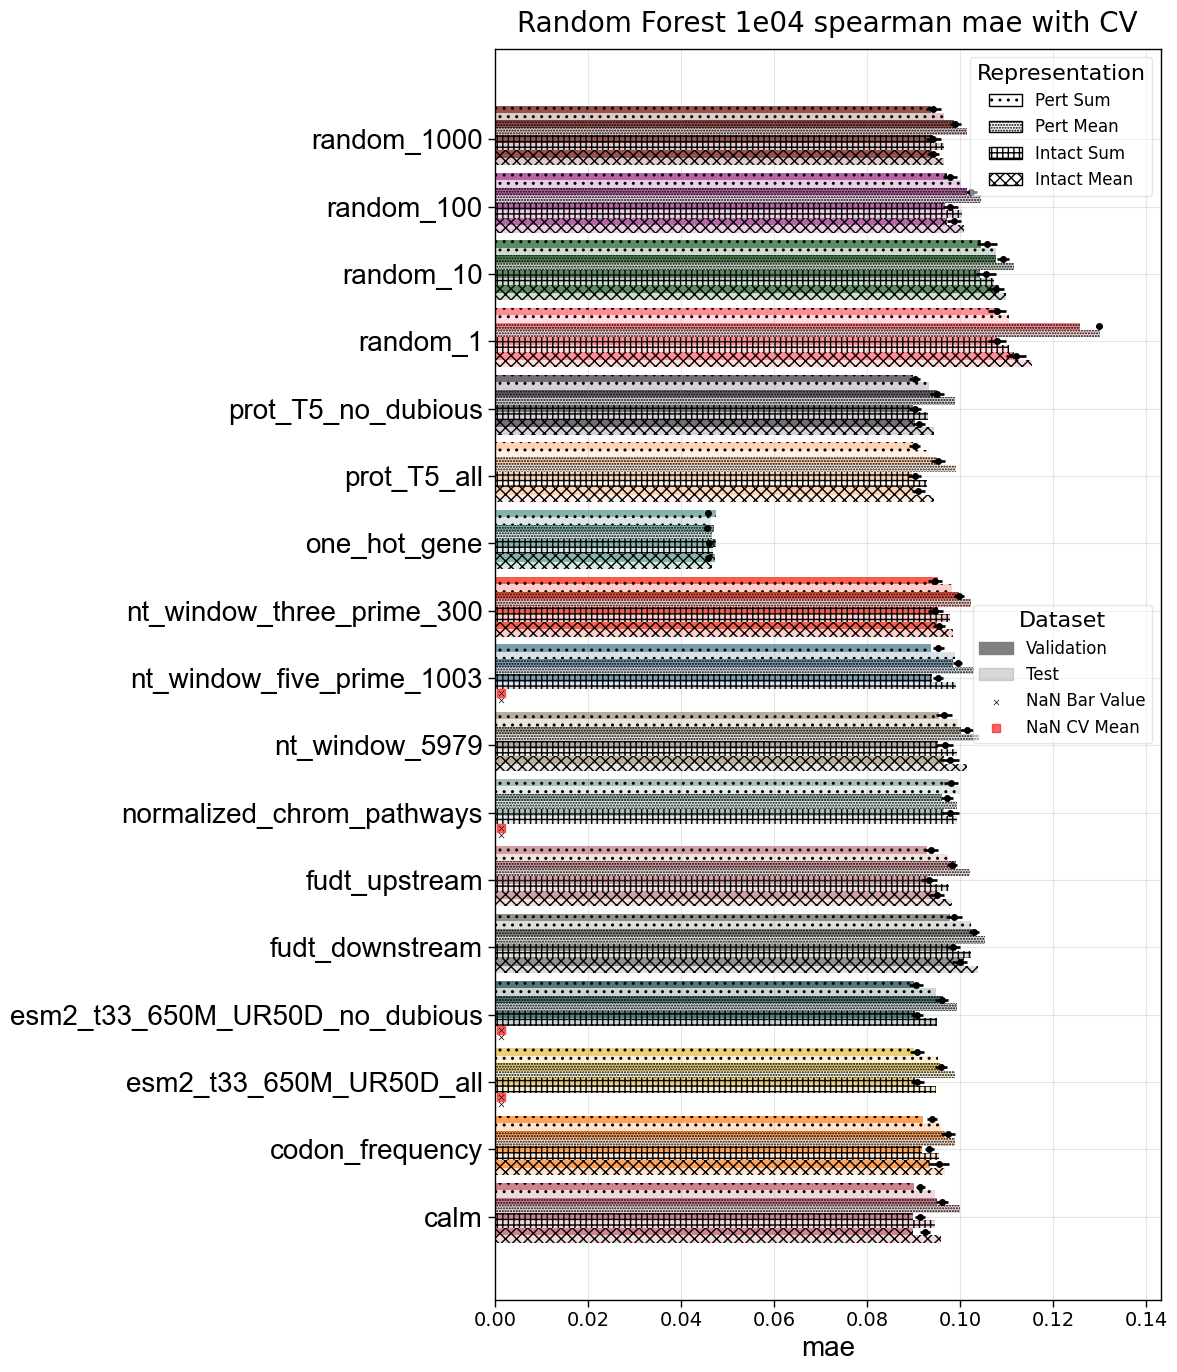 Random Forest 1e04 spearman mae with CV
Representation
Pert Sum
Pert Mean
Intact Sum
Intact Mean
random_1000
random_100
random_10
random_1
prot_T5_no_dubious
prot_T5_all
one_hot_gene
nt_window_three_prime_300
Dataset
Validation
Test
NaN Bar Value
NaN CV Mean
nt_window_five_prime_1003
nt_window_5979
normalized_chrom_pathways
fudt_upstream
fudt_downstream
esm2_t33_650M_UR50D_no_dubious
esm2_t33_650M_UR50D_all
codon_frequency
calm
0.00 0.02 0.04 0.06 0.08 0.10 0.12 0.14
mae